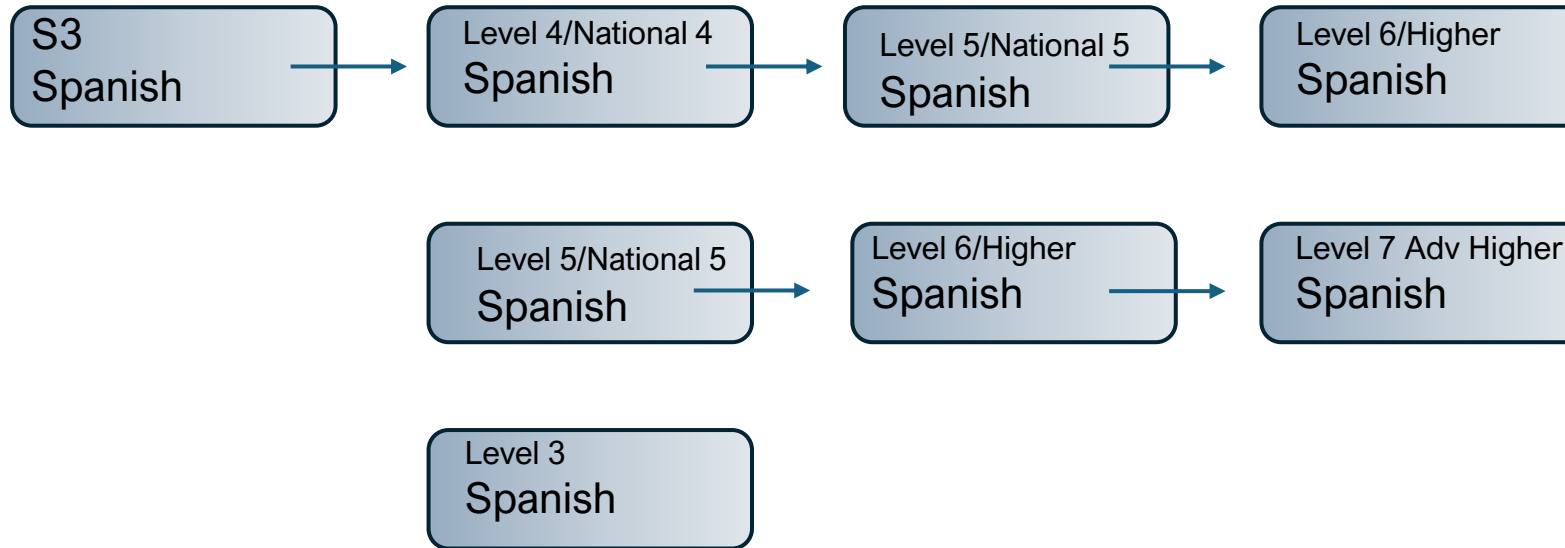 S3
Spanish
Level 4/National 4
Spanish
Level 5/National 5
Spanish
Level 6/Higher
Spanish
Level 5/National 5
Spanish
Level 6/Higher
Spanish
Level 7 Adv Higher
Spanish
Level 3
Spanish